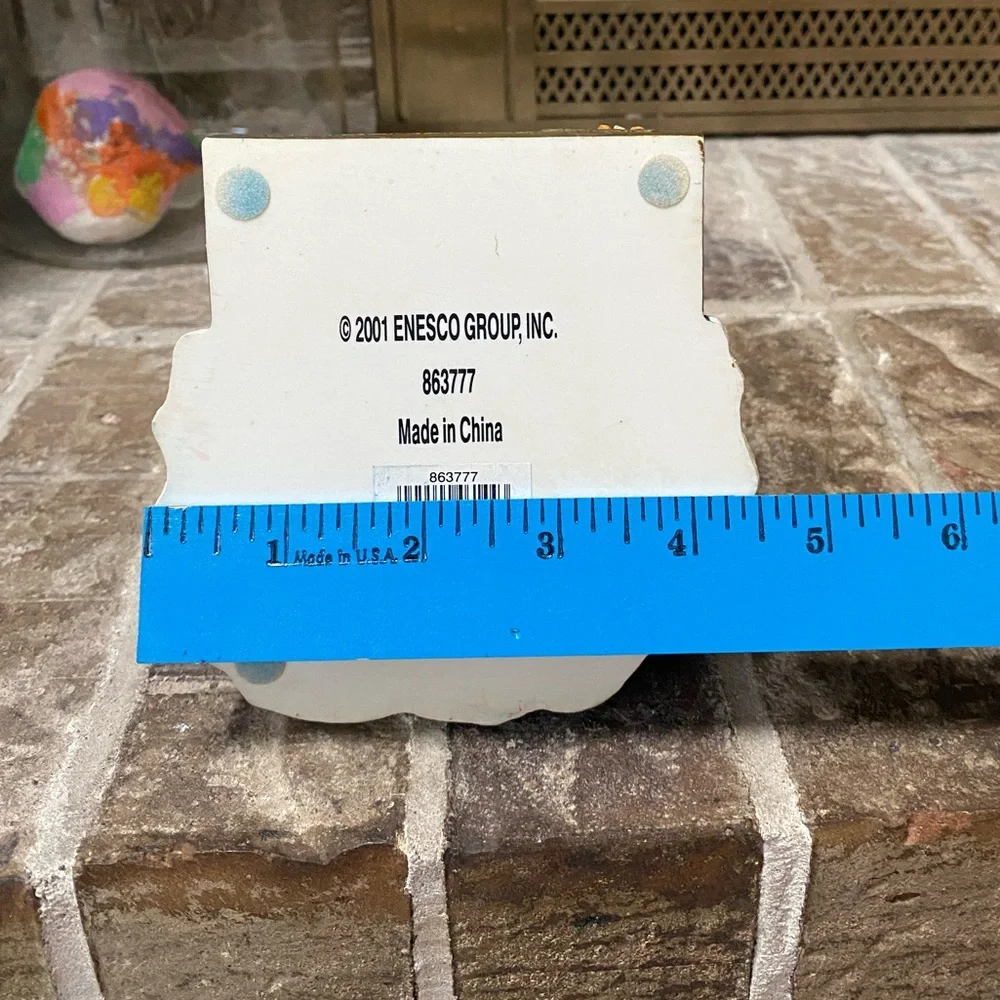 © 2001 ENESCO GROUP, INC.
863777
Made in China
863777
1 Made in U.S.A. 2 3 4 5 6